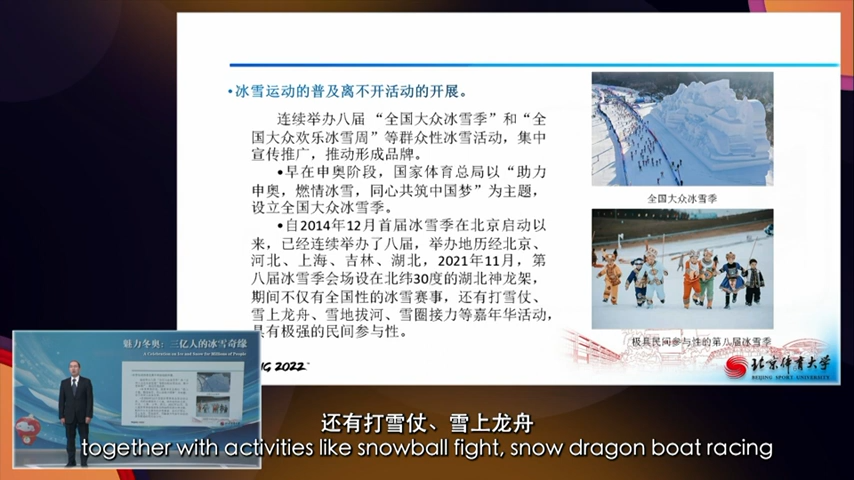 •冰雪运动的普及离不开活动的开展。
连续举办八届“全国大众冰雪季”和“全
国大众欢乐冰雪周”等群众性冰雪活动，集中
宣传推广，推动形成品牌。
•早在申奥阶段，国家体育总局以“助力
申奥，燃情冰雪，同心共筑中国梦”为主题，
设立全国大众冰雪季。
•自2014年12月首届冰雪季在北京启动以
来，已经连续举办了八届，举办地历经北京、
河北、上海、吉林、湖北，2021年11月，第
八届冰雪季会场设在北纬30度的湖北神龙架，
期间不仅有全国性的冰雪赛事，还有打雪仗、
雪上龙舟、雪地拔河、雪圈接力等嘉年华活动，
具有极强的民间参与性。
全国大众冰雪季
极具民间参与性的第八届冰雪季
北京体育大学
BEIJING SPORT UNIVERSITY
NG 2022
魅力冬奥：三亿人的冰雪奇缘
A Celebration on Ice and Snow for Millions of People
还有打雪仗、雪上龙舟
together with activities like snowball fight, snow dragon boat racing